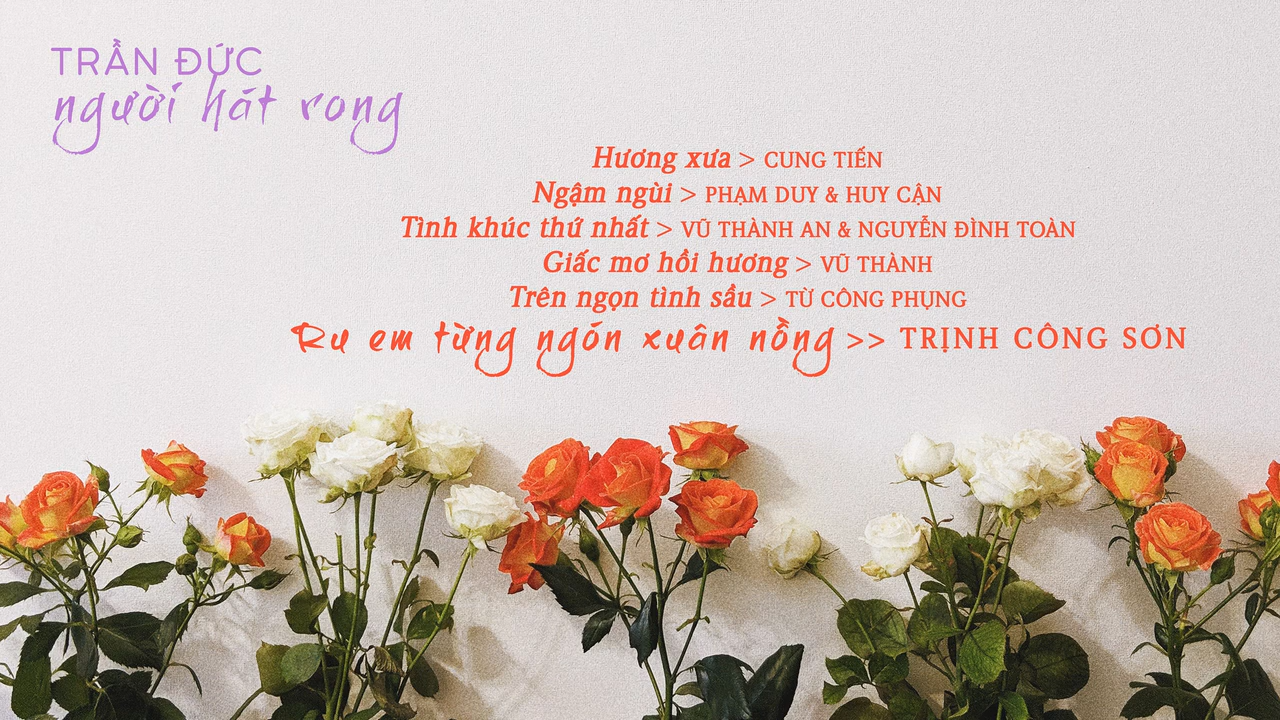 TRẦN ĐỨC
người hát rong
Hương xưa > CUNG TIẾN
Ngậm ngùi > PHẠM DUY & HUY CẬN
Tình khúc thứ nhất > VŨ THÀNH AN & NGUYỄN ĐÌNH TOÀN
Giấc mơ hồi hương > VŨ THÀNH
Trên ngọn tình sầu > TỪ CÔNG PHỤNG
Ru em từng ngón xuân nồng >> TRỊNH CÔNG SƠN